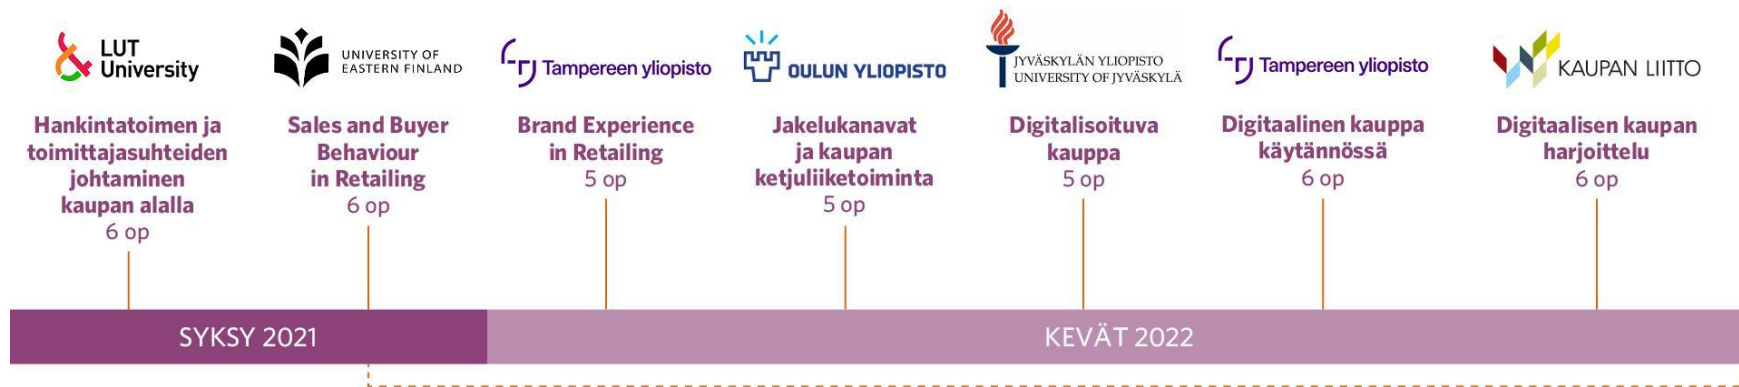 LUT
University
Hankintatoimen ja
toimittajasuhteiden
johtaminen
kaupan alalla
6 op
UNIVERSITY OF
EASTERN FINLAND
Sales and Buyer
Behaviour
in Retailing
6 op
Tampereen yliopisto
Brand Experience
in Retailing
5 op
OULUN YLIOPISTO
Jakelukanavat
ja kaupan
ketjuliiketoiminta
5 op
JYVÄSKYLÄN YLIOPISTO
UNIVERSITY OF JYVÄSKYLÄ
Digitalisoituva
kauppa
5 op
Tampereen yliopisto
Digitaalinen kauppa
käytännössä
6 op
KAUPAN LIITTO
Digitaalisen kaupan
harjoittelu
6 op
SYKSY 2021
KEVÄT 2022